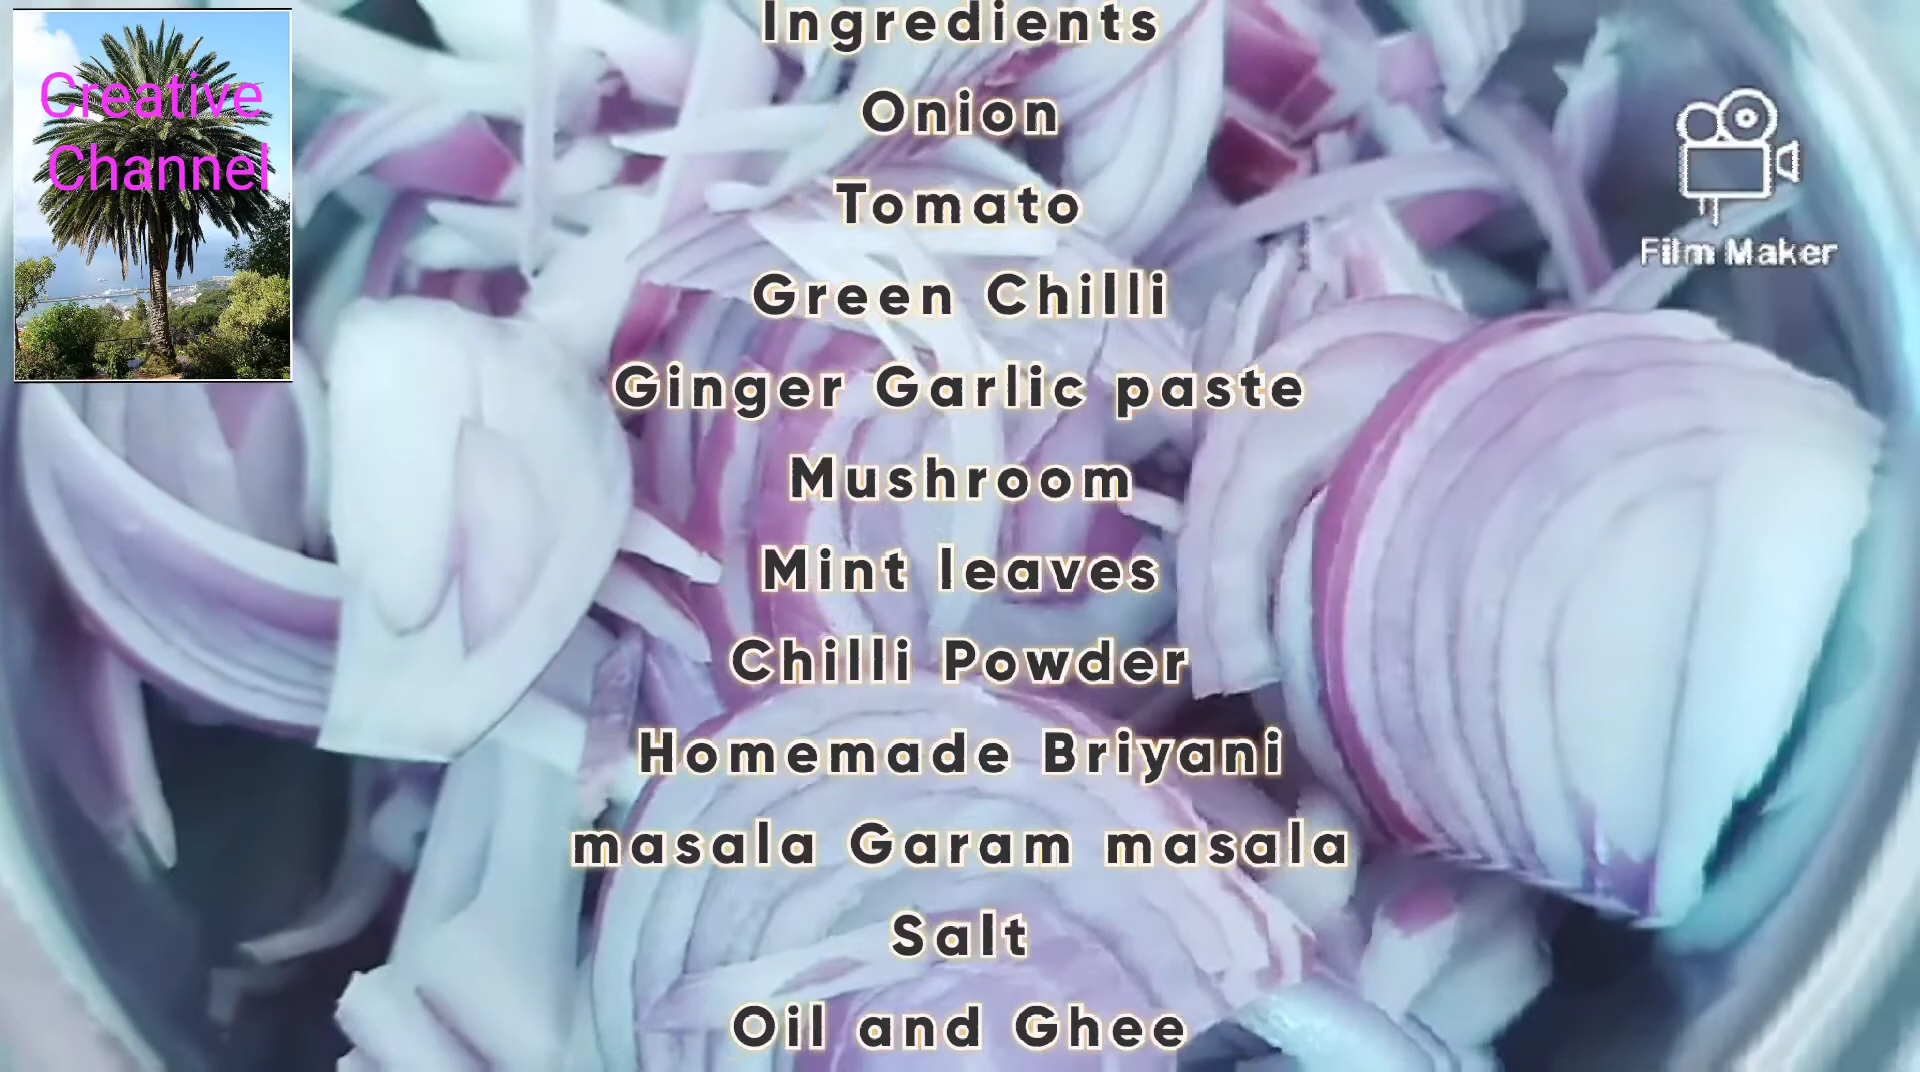 Creative
Channel
Film Maker
Ingredients
Onion
Tomato
Green Chilli
Ginger Garlic paste
Mushroom
Mint leaves
Chilli Powder
Homemade Briyani
masala Garam masala
Salt
Oil and Ghee